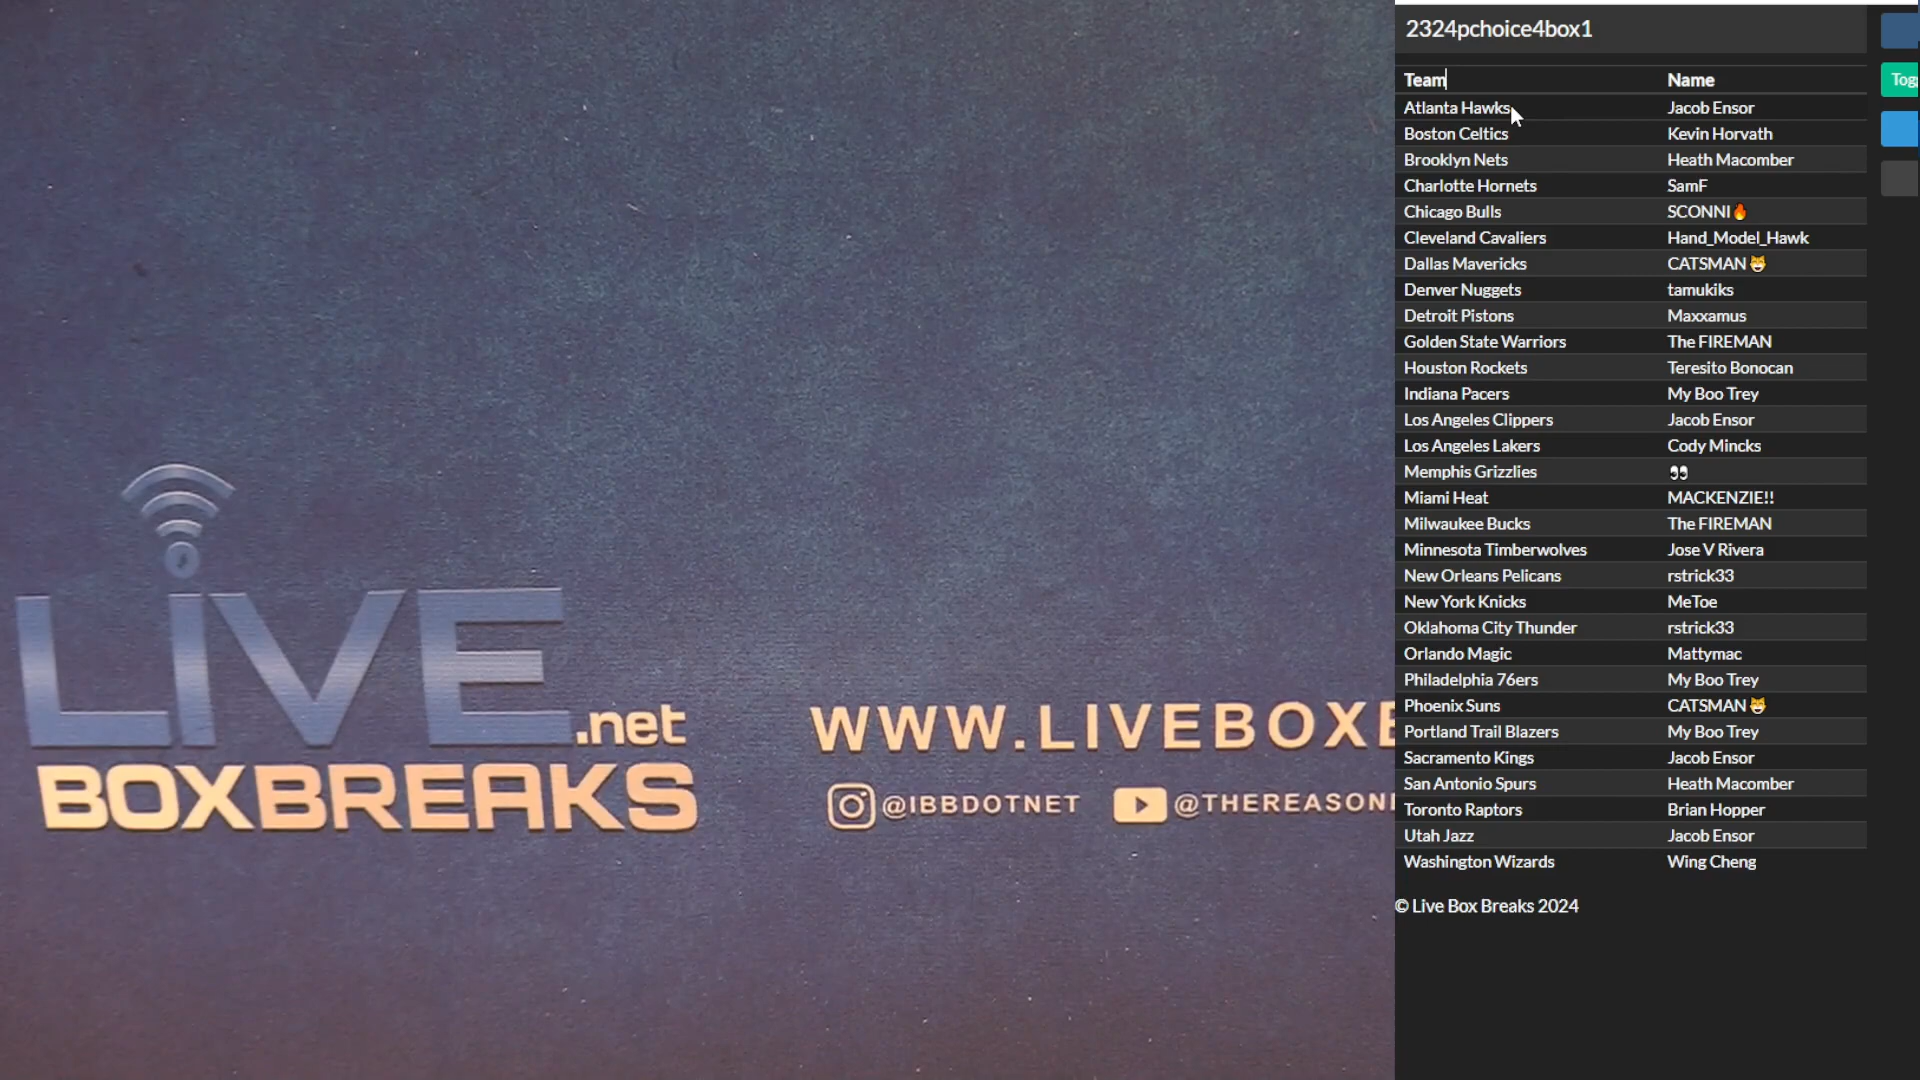 2324pchoice4box1
Tog
Team Name
Atlanta Hawks Jacob Ensor
Boston Celtics Kevin Horvath
Brooklyn Nets Heath Macomber
Charlotte Hornets SamF
Chicago Bulls SCONNI🔥
Cleveland Cavaliers Hand_Model_Hawk
Dallas Mavericks CATSMAN 😸
Denver Nuggets tamukiks
Detroit Pistons Maxxamus
Golden State Warriors The FIREMAN
Houston Rockets Teresito Bonocan
Indiana Pacers My Boo Trey
Los Angeles Clippers Jacob Ensor
Los Angeles Lakers Cody Mincks
Memphis Grizzlies 👀
Miami Heat MACKENZIE!!
Milwaukee Bucks The FIREMAN
Minnesota Timberwolves Jose V Rivera
New Orleans Pelicans rstrick33
New York Knicks MeToe
Oklahoma City Thunder rstrick33
Orlando Magic Mattymac
Philadelphia 76ers My Boo Trey
Phoenix Suns CATSMAN 😸
Portland Trail Blazers My Boo Trey
Sacramento Kings Jacob Ensor
San Antonio Spurs Heath Macomber
Toronto Raptors Brian Hopper
Utah Jazz Jacob Ensor
Washington Wizards Wing Cheng
© Live Box Breaks 2024
LIVE.net
BOXBREAKS
WWW.LIVEBOXB
@IBBDOTNET @THEREASON